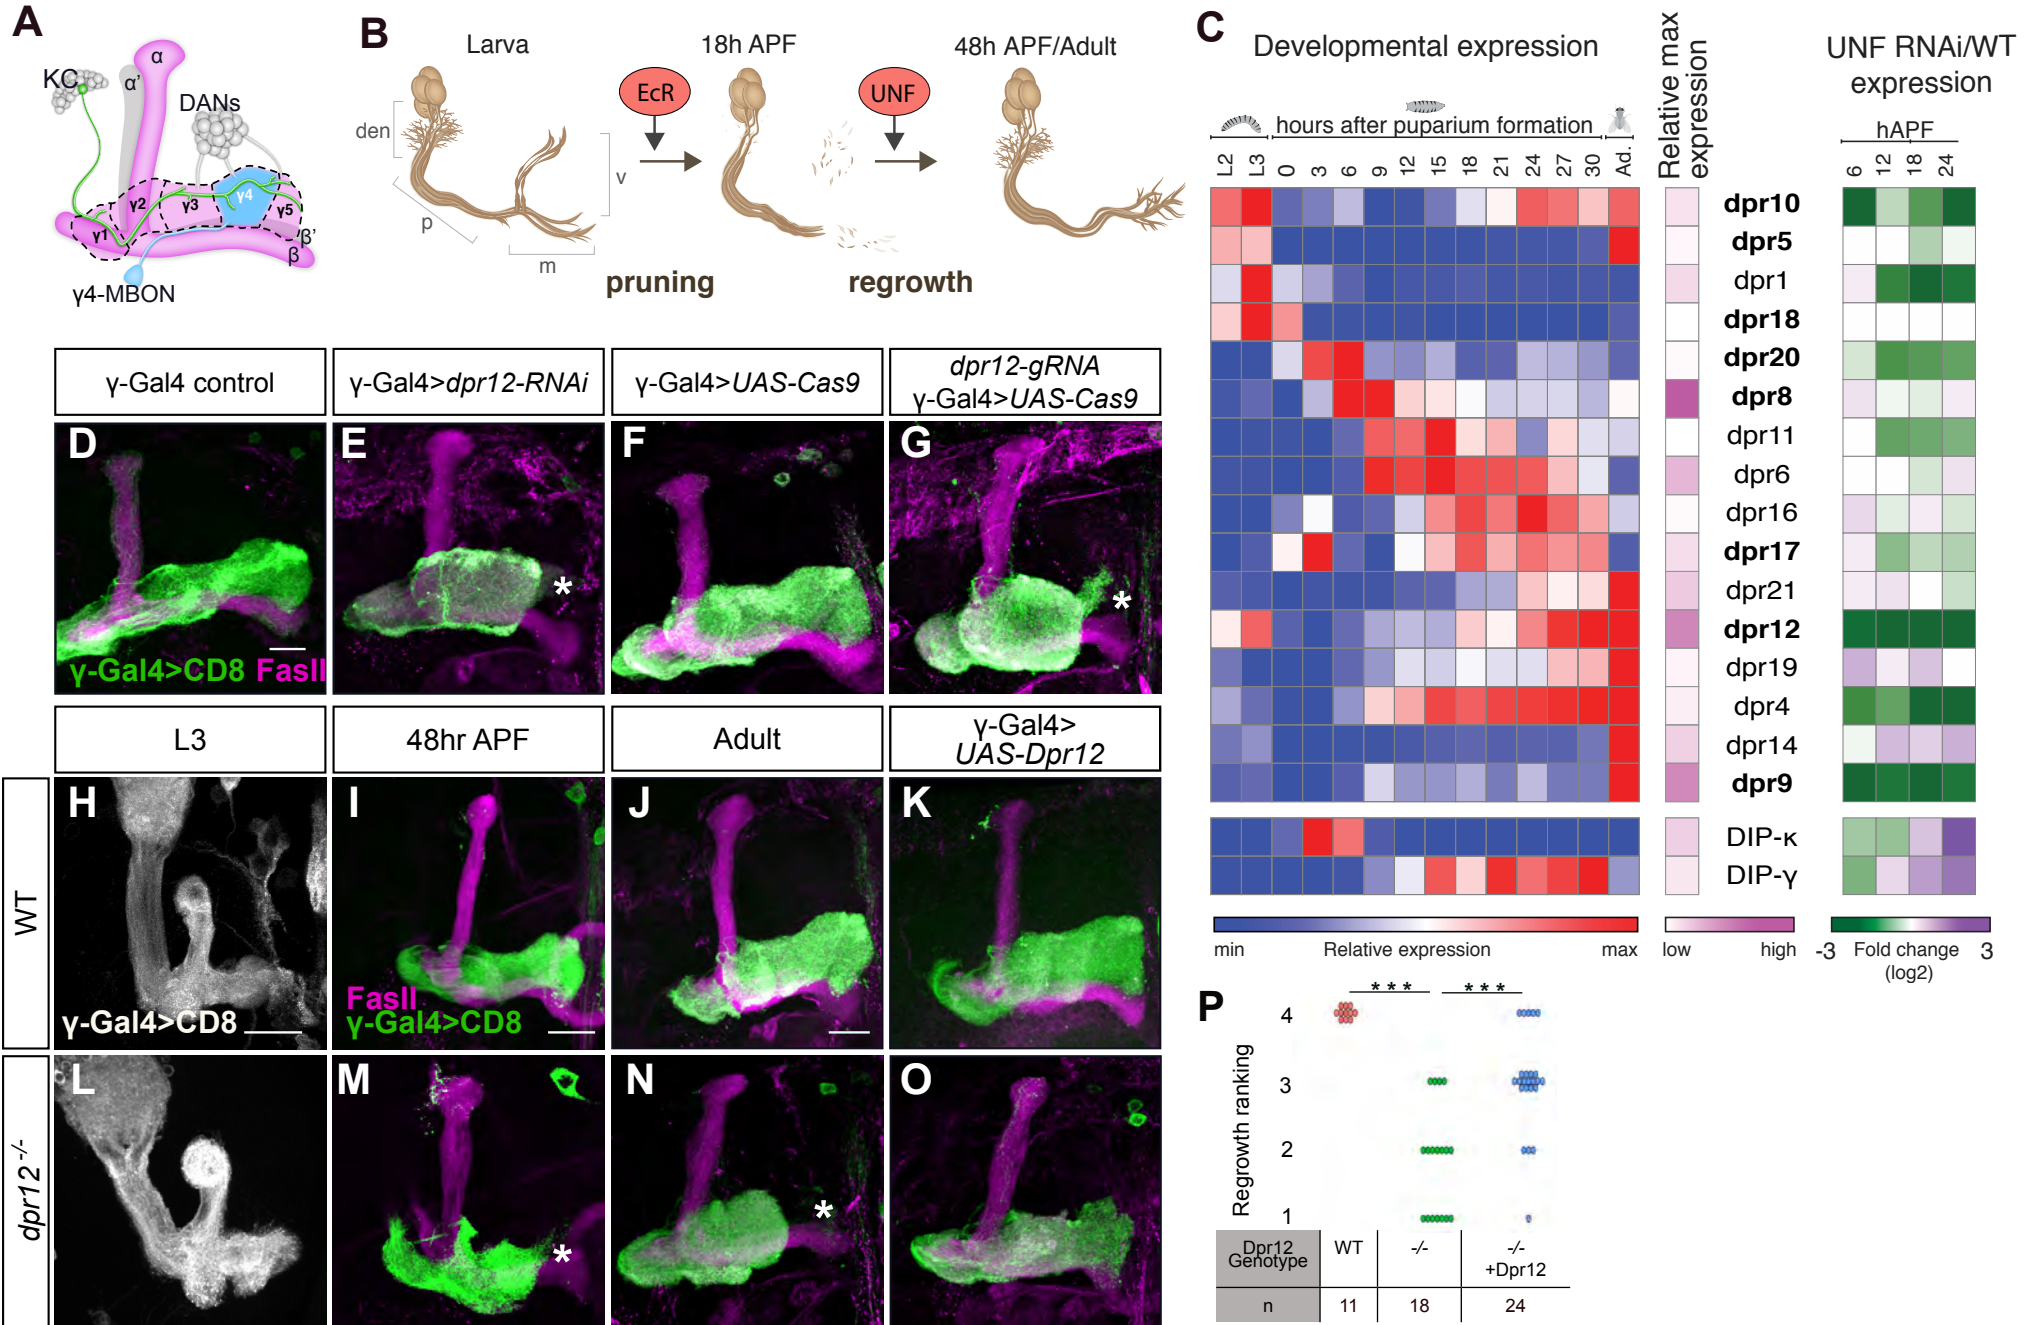 A
KC
α'
α
DANs
γ1
γ2
γ3
γ4
γ5
β'
β
γ4-MBON
B
Larva
18h APF
48h APF/Adult
EcR
UNF
den
p
v
m
pruning
regrowth
C
Developmental expression
Relative max
expression
UNF RNAi/WT
expression
hours after puparium formation
hAPF
L2 L3 0 3 6 9 12 15 18 21 24 27 30 Ad.
6 12 18 24
dpr10
dpr5
dpr1
dpr18
dpr20
dpr8
dpr11
dpr6
dpr16
dpr17
dpr21
dpr12
dpr19
dpr4
dpr14
dpr9
DIP-κ
DIP-γ
min Relative expression max
low high
-3 Fold change 3
(log2)
γ-Gal4 control
γ-Gal4>dpr12-RNAi
γ-Gal4>UAS-Cas9
dpr12-gRNA
γ-Gal4>UAS-Cas9
D
γ-Gal4>CD8 FasII
E
*
F
G
*
L3
48hr APF
Adult
γ-Gal4>
UAS-Dpr12
WT
H
γ-Gal4>CD8
I
FasII
γ-Gal4>CD8
J
K
dpr12-/-
L
M
*
N
*
O
P
*** ***
Regrowth ranking
4
3
2
1
Dpr12
Genotype
WT
-/-
-/-
+Dpr12
n 11 18 24